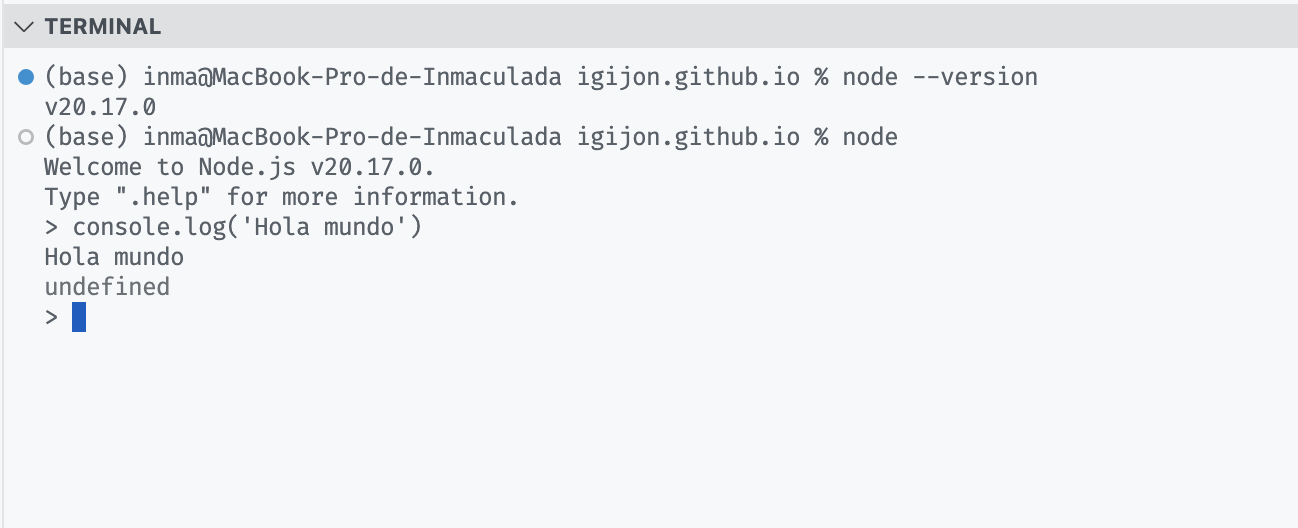 TERMINAL
(base) inma@MacBook-Pro-de-Inmaculada igijon.github.io % node --version
v20.17.0
(base) inma@MacBook-Pro-de-Inmaculada igijon.github.io % node
Welcome to Node.js v20.17.0.
Type ".help" for more information.
> console.log('Hola mundo')
Hola mundo
undefined
>